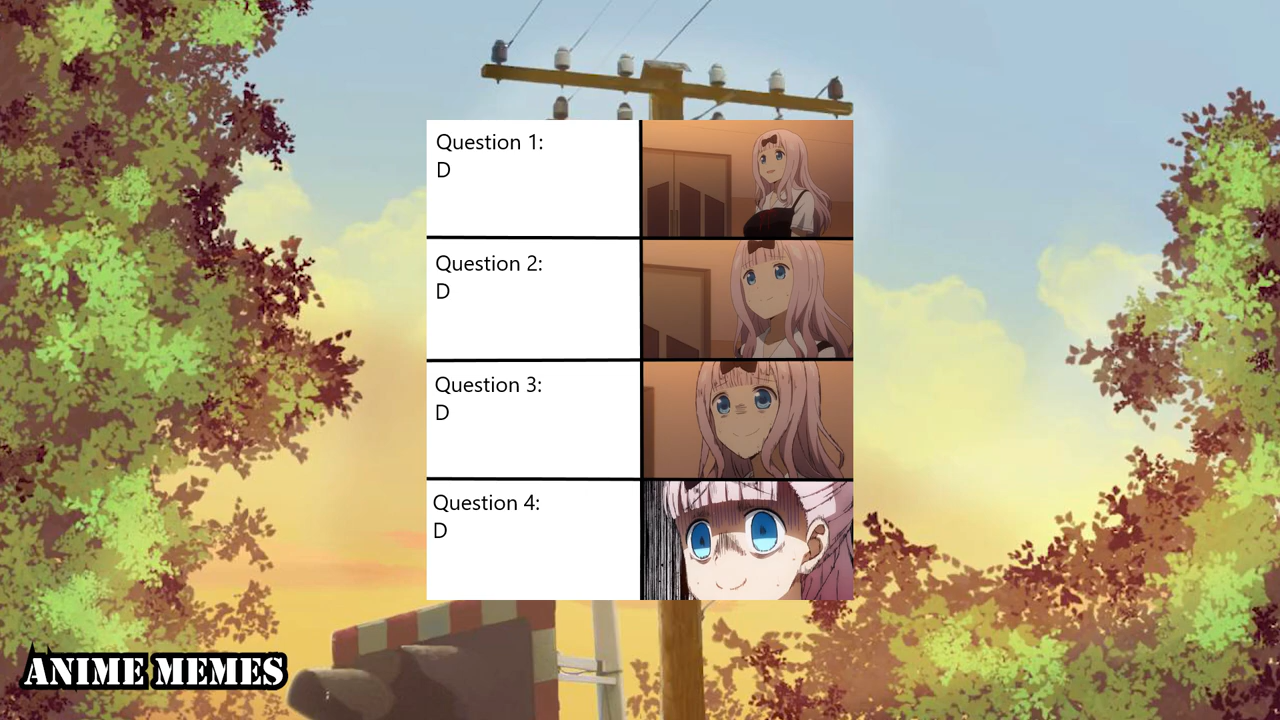 Question 1:
D
Question 2:
D
Question 3:
D
Question 4:
D
ANIME MEMES